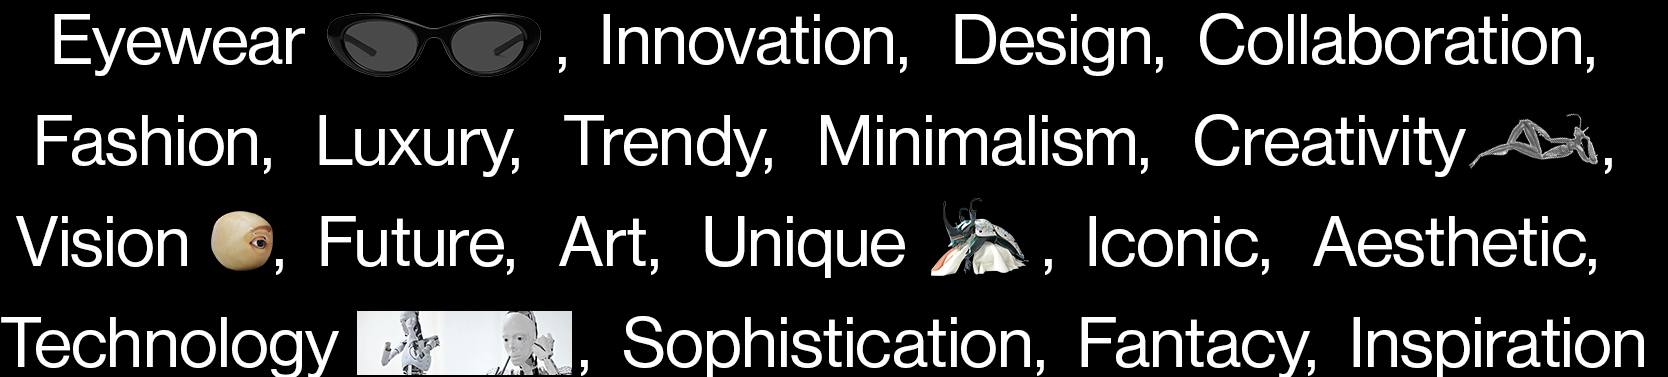 Eyewear , Innovation, Design, Collaboration,
Fashion, Luxury, Trendy, Minimalism, Creativity ,
Vision , Future, Art, Unique , Iconic, Aesthetic,
Technology , Sophistication, Fantacy, Inspiration